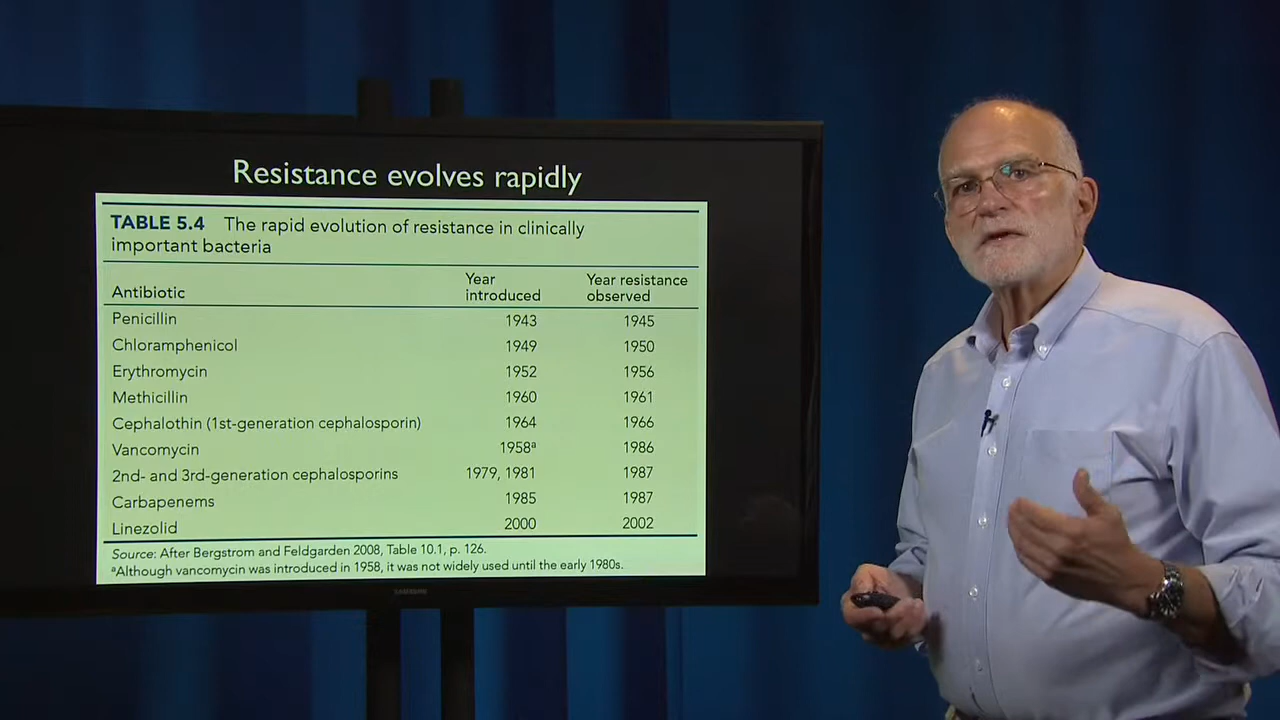 Resistance evolves rapidly
TABLE 5.4 The rapid evolution of resistance in clinically
important bacteria
Antibiotic Year introduced Year resistance observed
Penicillin 1943 1945
Chloramphenicol 1949 1950
Erythromycin 1952 1956
Methicillin 1960 1961
Cephalothin (1st-generation cephalosporin) 1964 1966
Vancomycin 1958ᵃ 1986
2nd- and 3rd-generation cephalosporins 1979, 1981 1987
Carbapenems 1985 1987
Linezolid 2000 2002
Source: After Bergstrom and Feldgarden 2008, Table 10.1, p. 126.
ᵃAlthough vancomycin was introduced in 1958, it was not widely used until the early 1980s.
SAMSUNG